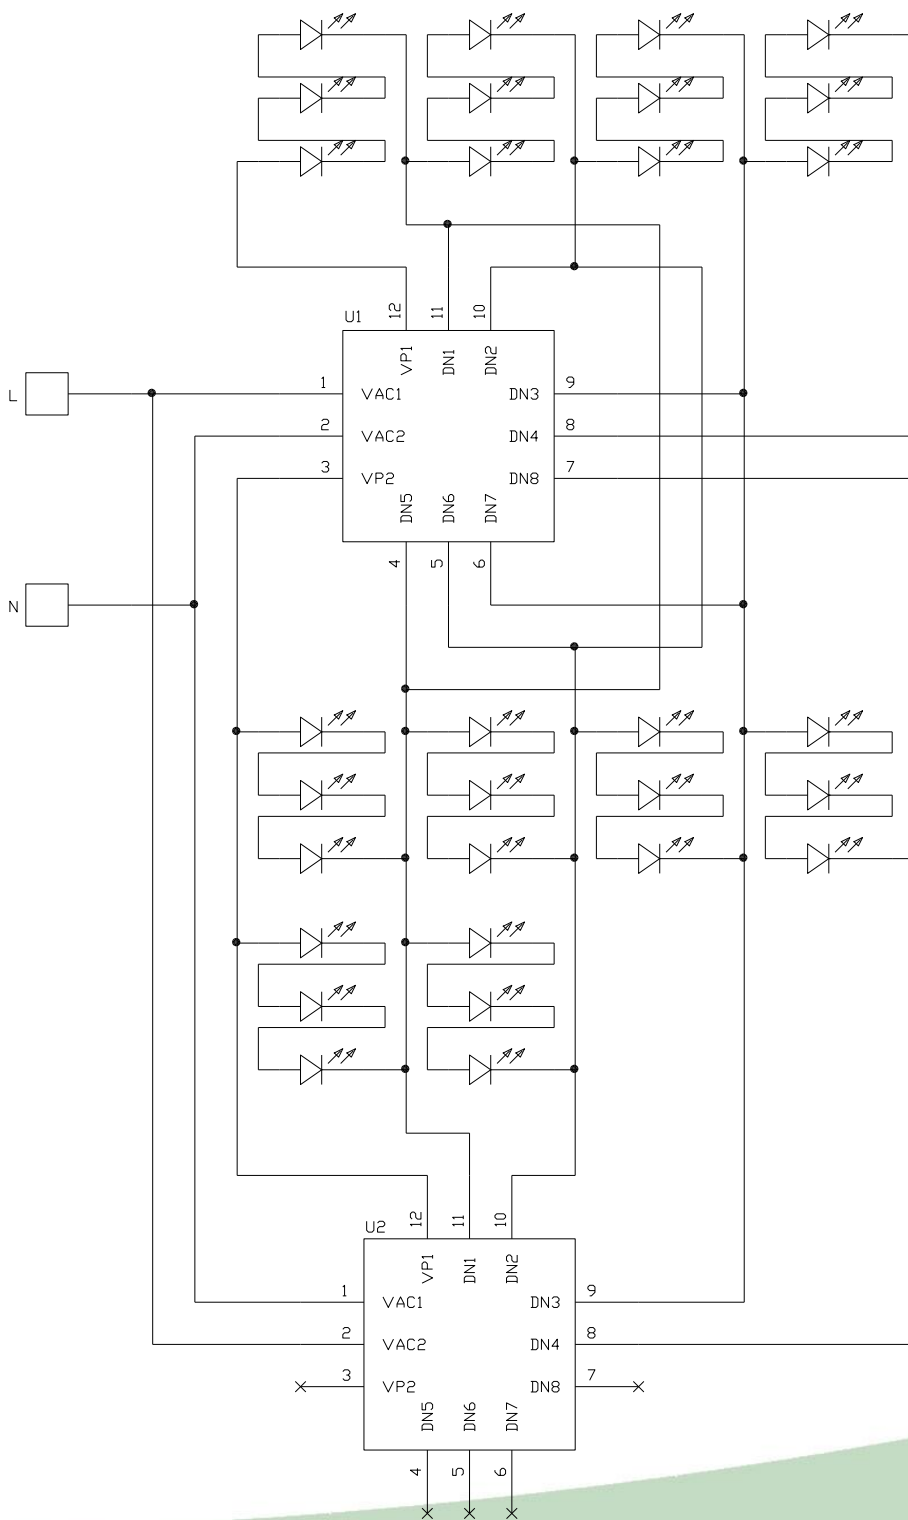 U1
12
11
10
VP1
DN1
DN2
L
1
VAC1
DN3
9
2
VAC2
DN4
8
3
VP2
DN8
7
DN5
DN6
DN7
4
5
6
N
U2
12
11
10
VP1
DN1
DN2
1
VAC1
DN3
9
2
VAC2
DN4
8
3
VP2
DN8
7
DN5
DN6
DN7
4
5
6